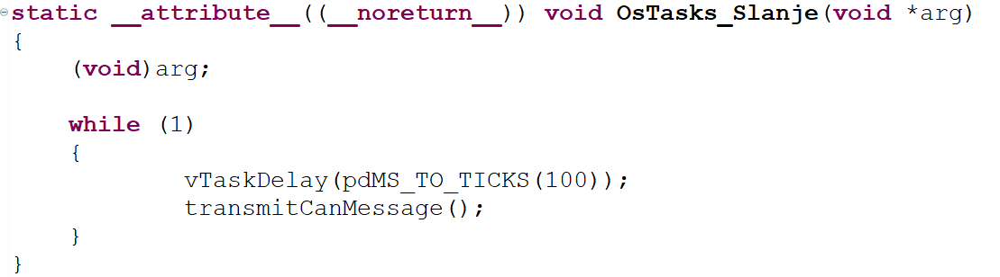 static __attribute__((__noreturn__)) void OsTasks_Slanje(void *arg)
{
(void)arg;
while (1)
{
vTaskDelay(pdMS_TO_TICKS(100));
transmitCanMessage();
}
}